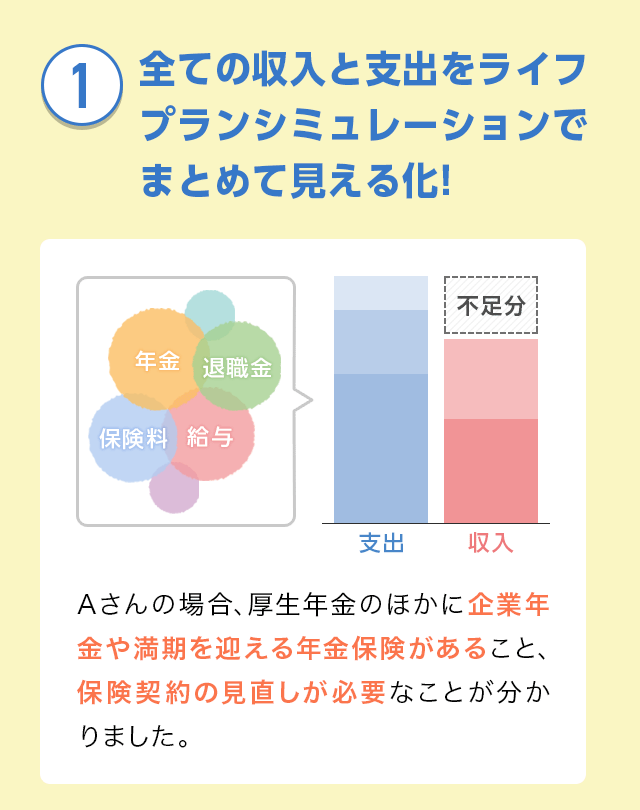 1
全ての収入と支出をライフ
プランシミュレーションで
まとめて見える化!
年金
退職金
保険料
給与
不足分
支出
収入
Aさんの場合、厚生年金のほかに企業年
金や満期を迎える年金保険があること、
保険契約の見直しが必要なことが分か
りました。